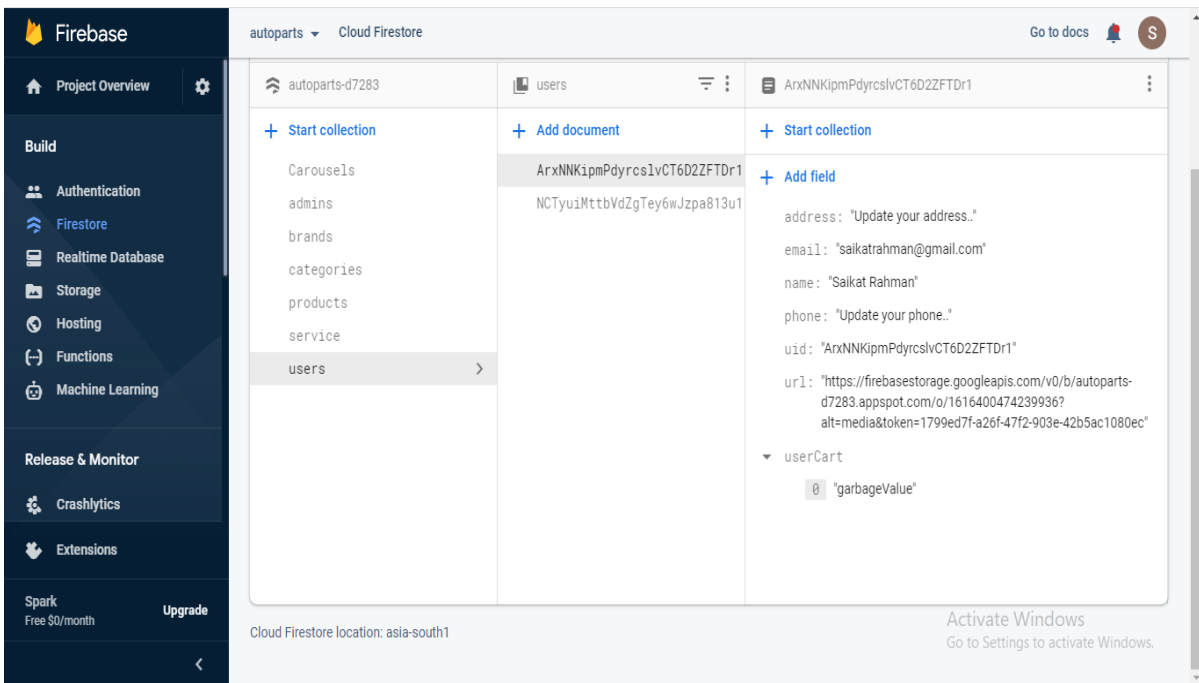 Firebase
autoparts
Cloud Firestore
Go to docs
S
Project Overview
Build
Authentication
Firestore
Realtime Database
Storage
Hosting
Functions
Machine Learning
Release & Monitor
Crashlytics
Extensions
Spark
Free $0/month
Upgrade
autoparts-d7283
+ Start collection
Carousels
admins
brands
categories
products
service
users
users
+ Add document
ArxNNKipmPdyrcslvCT6D2ZFTDr1
NCTyuiMttbVdZgTey6wJzpa813u1
ArxNNKipmPdyrcslvCT6D2ZFTDr1
+ Start collection
+ Add field
address: "Update your address.."
email: "saikatrahman@gmail.com"
name: "Saikat Rahman"
phone: "Update your phone.."
uid: "ArxNNKipmPdyrcslvCT6D2ZFTDr1"
url: "https://firebasestorage.googleapis.com/v0/b/autoparts-
d7283.appspot.com/o/1616400474239936?
alt=media&token=1799ed7f-a26f-47f2-903e-42b5ac1080ec"
userCart
0 "garbageValue"
Cloud Firestore location: asia-south1
Activate Windows
Go to Settings to activate Windows.